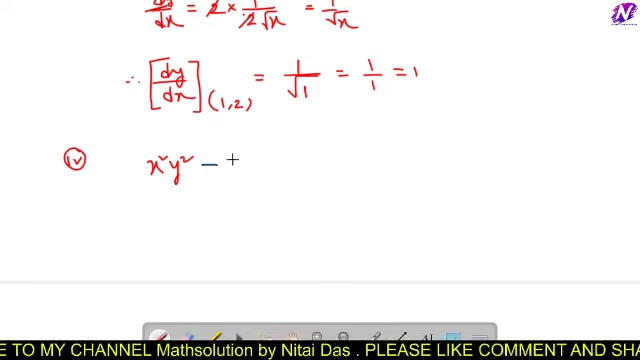 dy/dx = 2 × 1/2√x = 1/√x
∴ [dy/dx](1,2) = 1/√1 = 1/1 = 1
iv x²y² −
N
E TO MY CHANNEL Mathsolution by Nitai Das . PLEASE LIKE COMMENT AND SHA